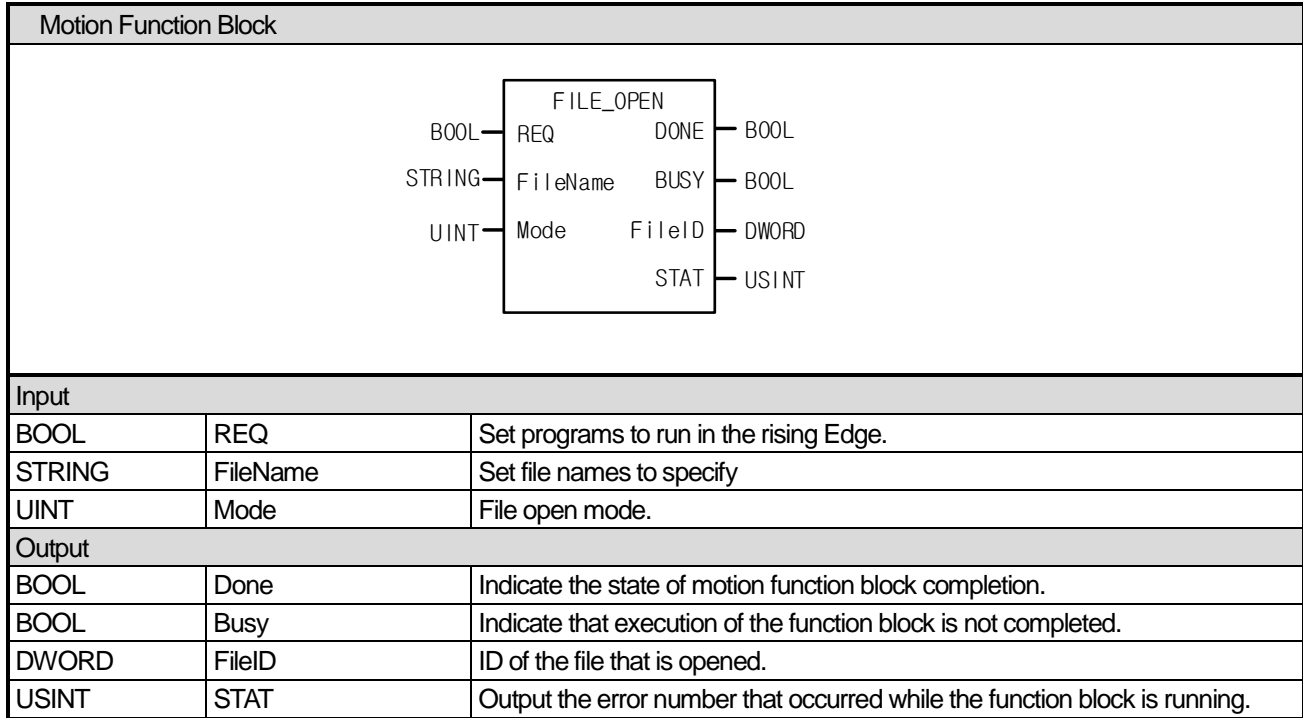 Motion Function Block
FILE_OPEN
BOOL REQ DONE BOOL
STRING FileName BUSY BOOL
UINT Mode FileID DWORD
STAT USINT
Input
BOOL REQ Set programs to run in the rising Edge.
STRING FileName Set file names to specify
UINT Mode File open mode.
Output
BOOL Done Indicate the state of motion function block completion.
BOOL Busy Indicate that execution of the function block is not completed.
DWORD FileID ID of the file that is opened.
USINT STAT Output the error number that occurred while the function block is running.